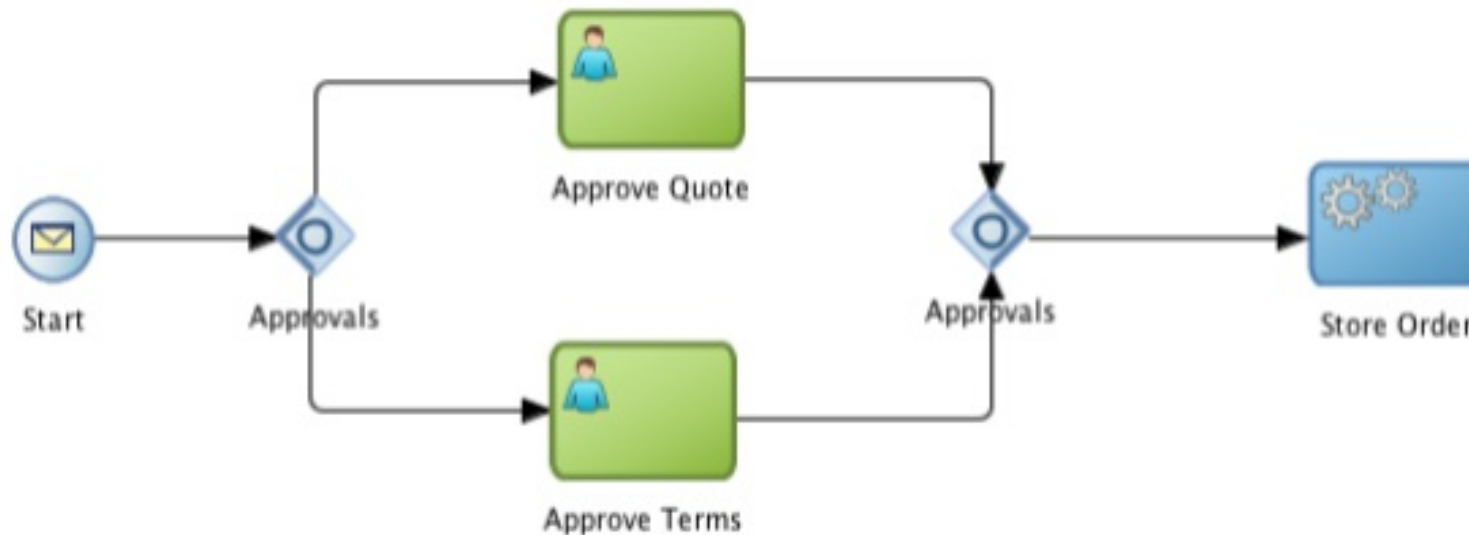 Approve Quote
Start
Approvals
Approvals
Store Order
Approve Terms